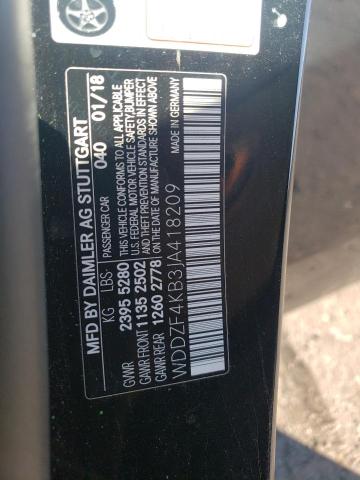 MFD BY DAIMLER AG STUTTGART
PASSENGER CAR 040 01/18
KG LBS
GVWR 2395 5280
GAWR FRONT 1135 2502
GAWR REAR 1260 2778
THIS VEHICLE CONFORMS TO ALL APPLICABLE
U.S. FEDERAL MOTOR VEHICLE SAFETY,BUMPER
AND THEFT PREVENTION STANDARDS IN EFFECT
ON THE DATE OF MANUFACTURE SHOWN ABOVE
MADE IN GERMANY
WDDZF4KB3JA418209